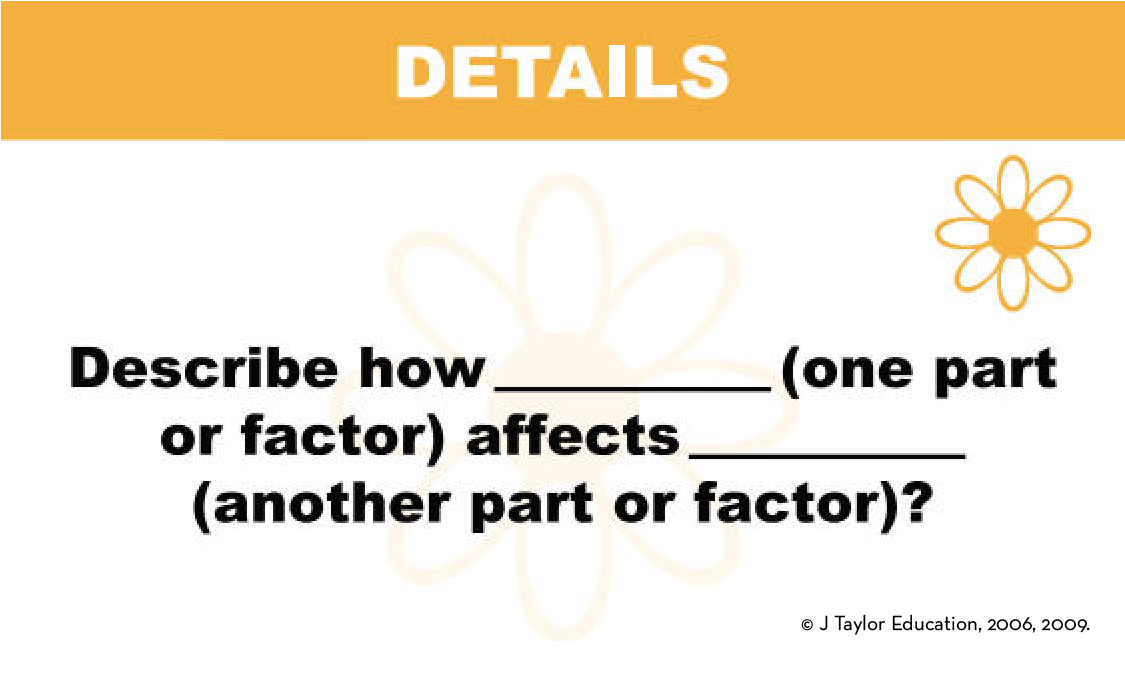 DETAILS
Describe how __________ (one part
or factor) affects __________
(another part or factor)?
© J Taylor Education, 2006, 2009.